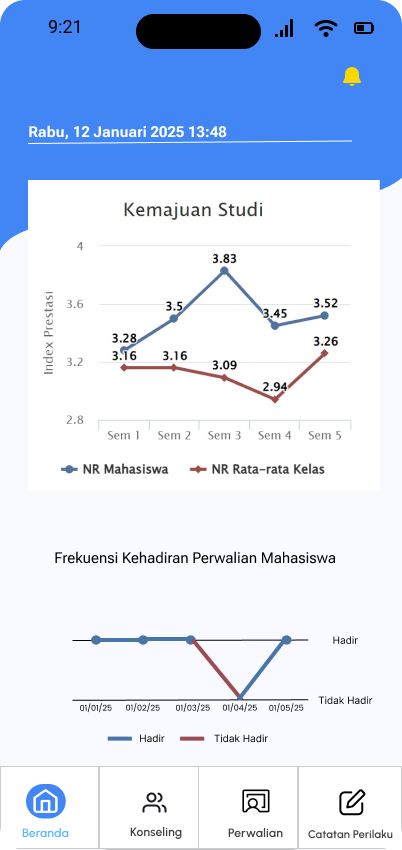 9:21
Rabu, 12 Januari 2025 13:48
Kemajuan Studi
Index Prestasi
4
3.6
3.2
2.8
3.28
3.5
3.83
3.45
3.52
3.16
3.16
3.09
2.94
3.26
Sem 1 Sem 2 Sem 3 Sem 4 Sem 5
NR Mahasiswa NR Rata-rata Kelas
Frekuensi Kehadiran Perwalian Mahasiswa
Hadir
Tidak Hadir
01/01/25 01/02/25 01/03/25 01/04/25 01/05/25
Hadir Tidak Hadir
Beranda Konseling Perwalian Catatan Perilaku